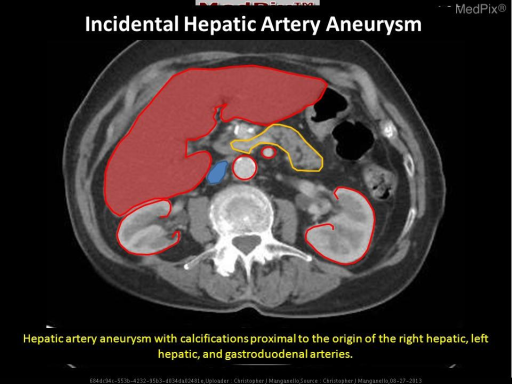 MedPix®
Incidental Hepatic Artery Aneurysm
Hepatic artery aneurysm with calcifications proximal to the origin of the right hepatic, left
hepatic, and gastroduodenal arteries.